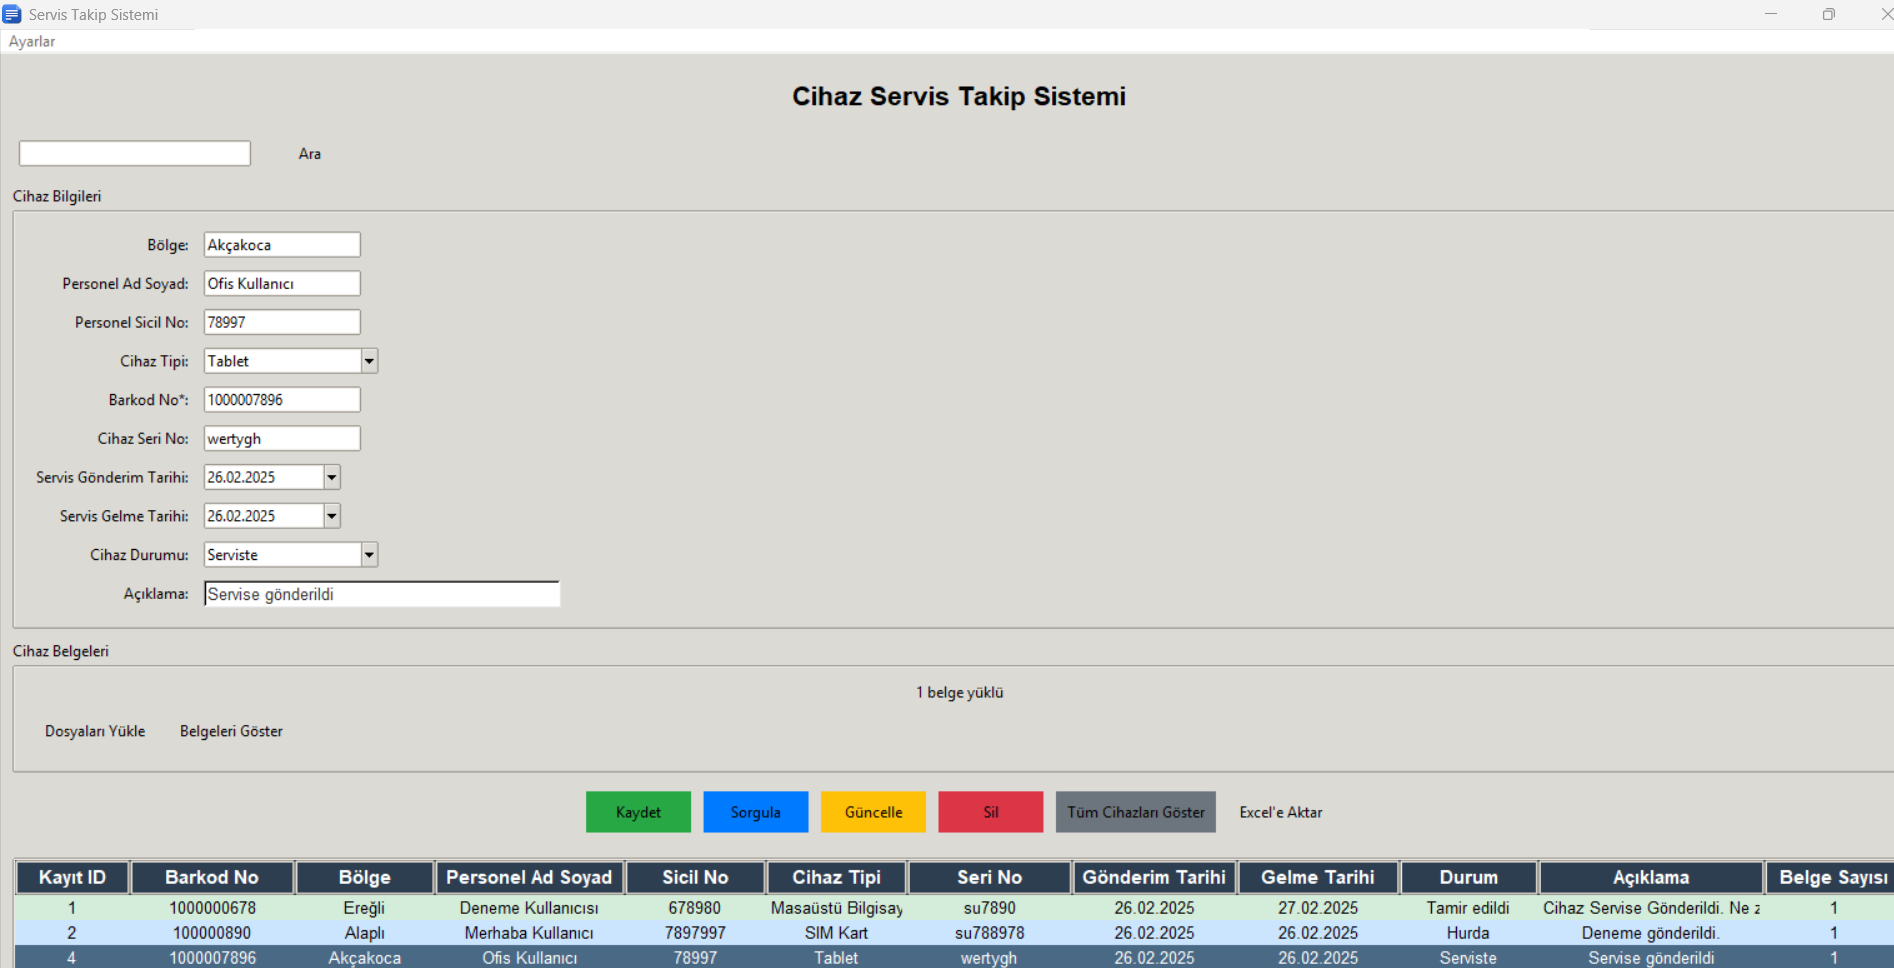 Servis Takip Sistemi
Ayarlar
Cihaz Servis Takip Sistemi
Ara
Cihaz Bilgileri
Bölge: Akçakoca
Personel Ad Soyad: Ofis Kullanıcı
Personel Sicil No: 78997
Cihaz Tipi: Tablet
Barkod No*: 1000007896
Cihaz Seri No: wertygh
Servis Gönderim Tarihi: 26.02.2025
Servis Gelme Tarihi: 26.02.2025
Cihaz Durumu: Serviste
Açıklama: Servise gönderildi
Cihaz Belgeleri
1 belge yüklü
Dosyaları Yükle Belgeleri Göster
Kaydet Sorgula Güncelle Sil Tüm Cihazları Göster Excel'e Aktar
Kayıt ID Barkod No Bölge Personel Ad Soyad Sicil No Cihaz Tipi Seri No Gönderim Tarihi Gelme Tarihi Durum Açıklama Belge Sayısı
1 1000000678 Ereğli Deneme Kullanıcısı 678980 Masaüstü Bilgisay su7890 26.02.2025 27.02.2025 Tamir edildi Cihaz Servise Gönderildi. Ne z 1
2 100000890 Alaplı Merhaba Kullanıcı 7897997 SIM Kart su788978 26.02.2025 26.02.2025 Hurda Deneme gönderildi. 1
4 1000007896 Akçakoca Ofis Kullanıcı 78997 Tablet wertygh 26.02.2025 26.02.2025 Serviste Servise gönderildi 1